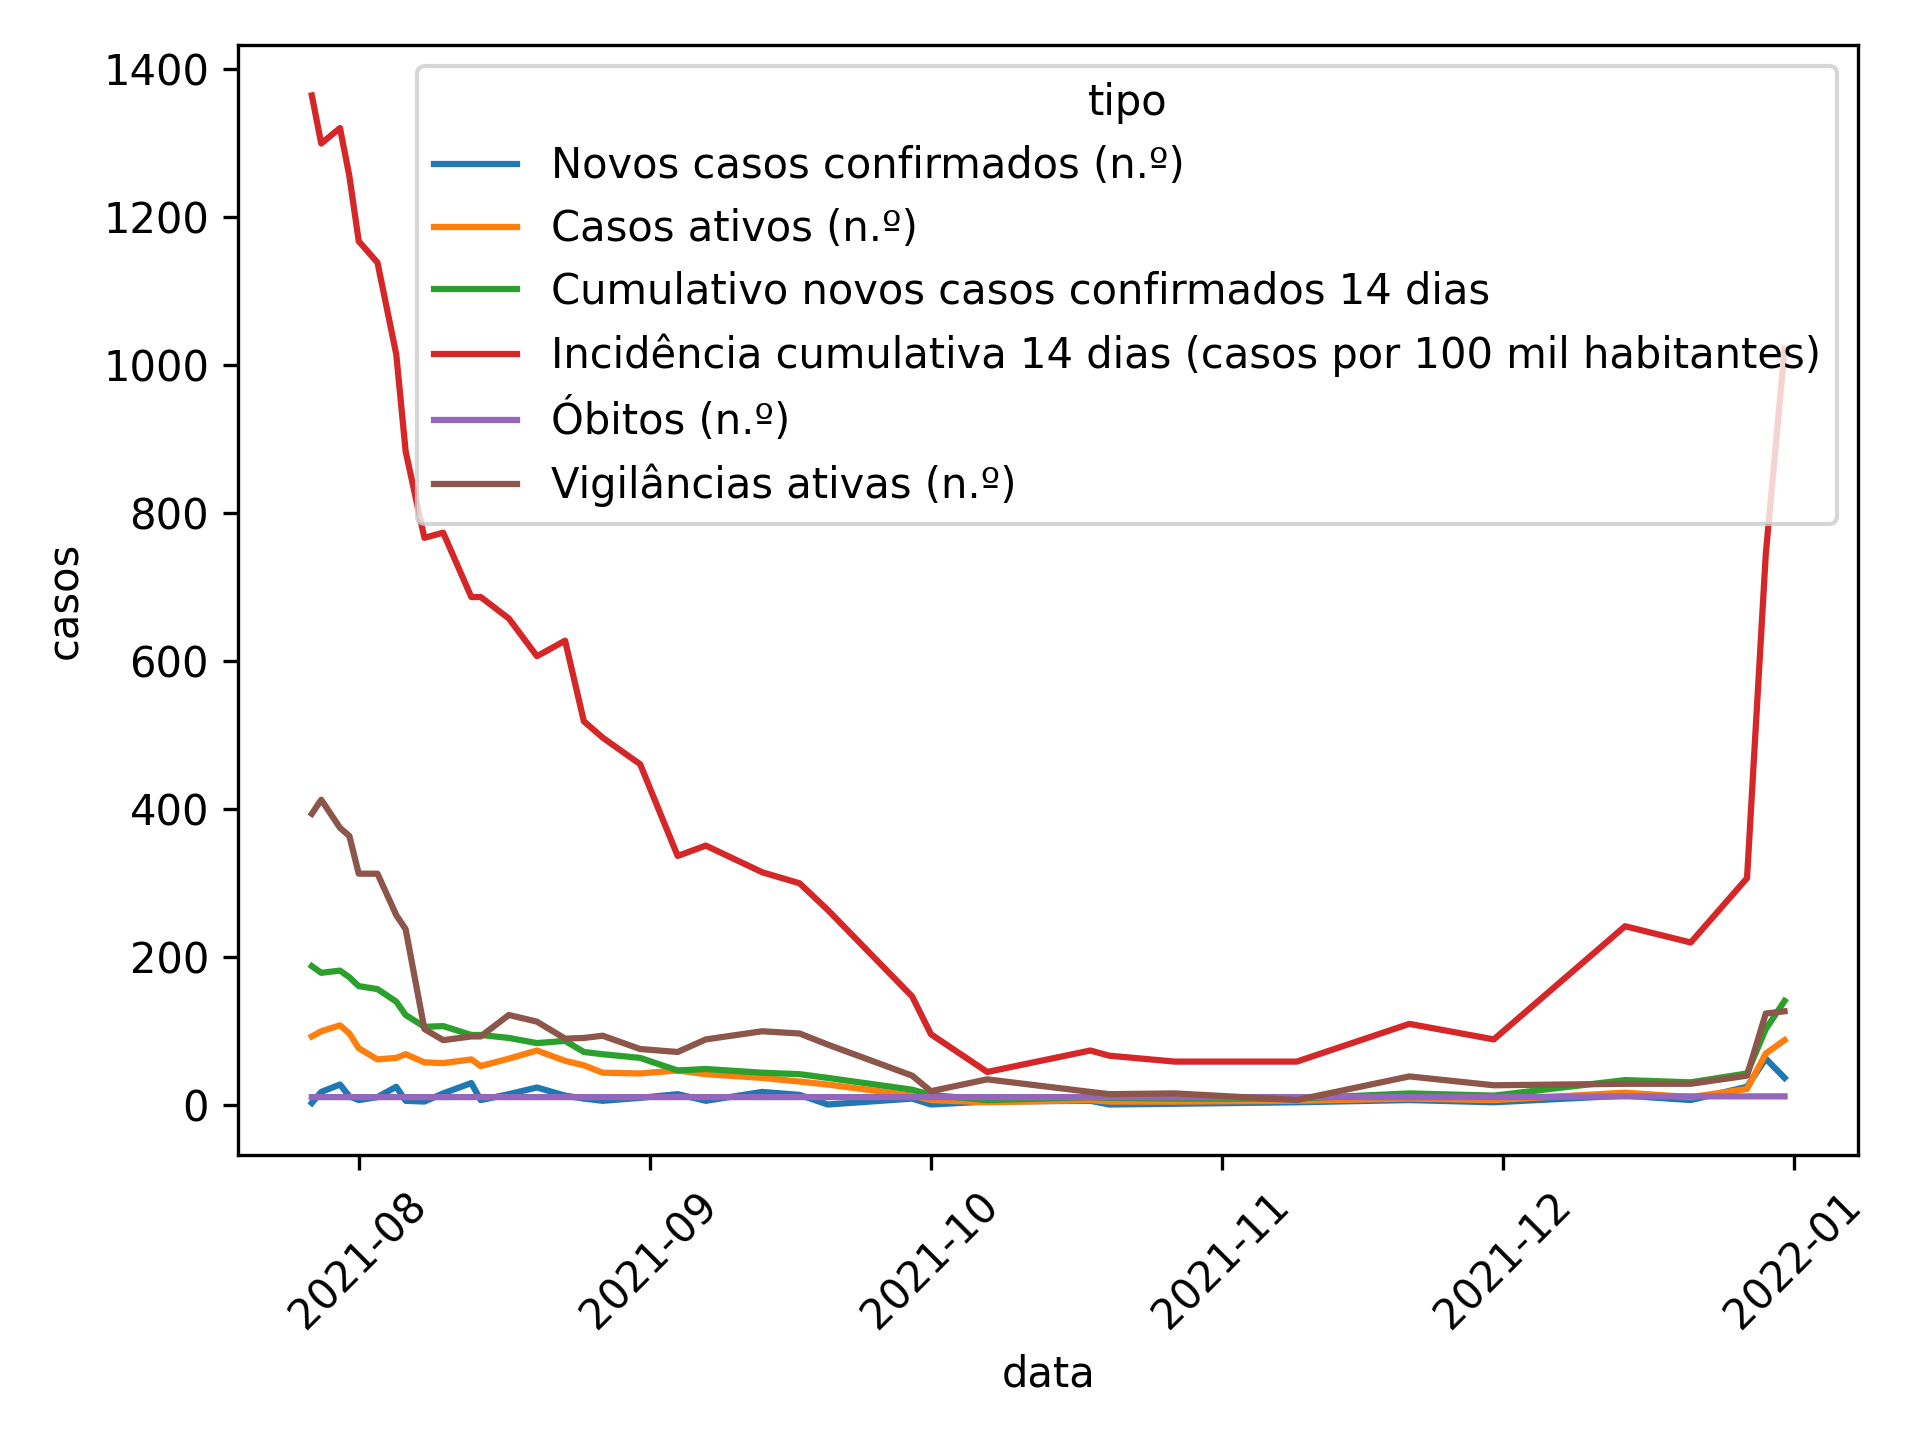 1400
1200
1000
800
600
400
200
0
casos
tipo
Novos casos confirmados (n.º)
Casos ativos (n.º)
Cumulativo novos casos confirmados 14 dias
Incidência cumulativa 14 dias (casos por 100 mil habitantes)
Óbitos (n.º)
Vigilâncias ativas (n.º)
2021-08
2021-09
2021-10
2021-11
2021-12
2022-01
data